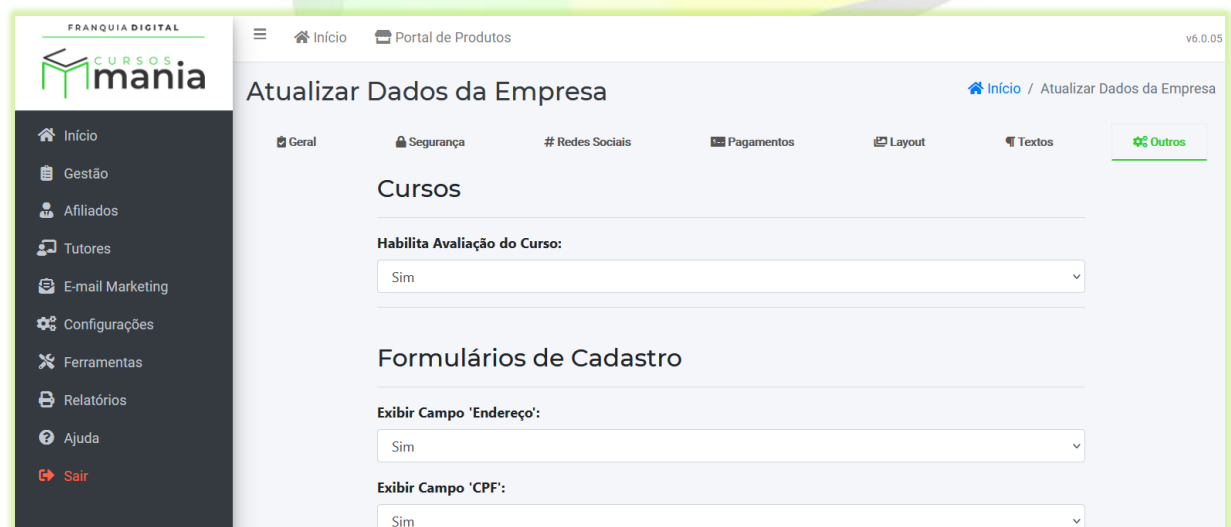 FRANQUIA DIGITAL
CURSOS
mania
Início
Portal de Produtos
v6.0.05
Atualizar Dados da Empresa
Início / Atualizar Dados da Empresa
Início
Gestão
Afiliados
Tutores
E-mail Marketing
Configurações
Ferramentas
Relatórios
Ajuda
Sair
Geral
Segurança
# Redes Sociais
Pagamentos
Layout
¶ Textos
Outros
Cursos
Habilita Avaliação do Curso:
Sim
Formulários de Cadastro
Exibir Campo 'Endereço':
Sim
Exibir Campo 'CPF':
Sim